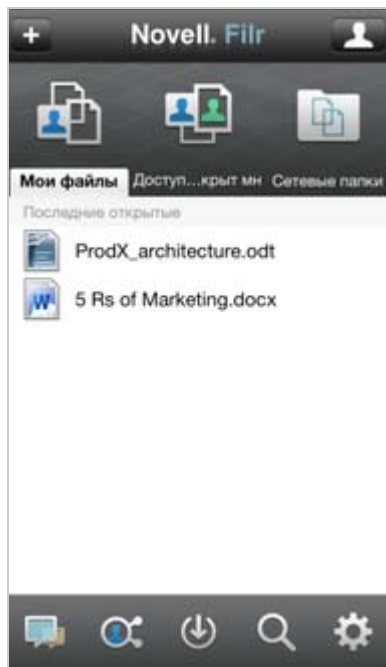 + Novell. Filr
Мои файлы Доступ...крыт мн Сетевые папки
Последние открытые
ProdX_architecture.odt
5 Rs of Marketing.docx